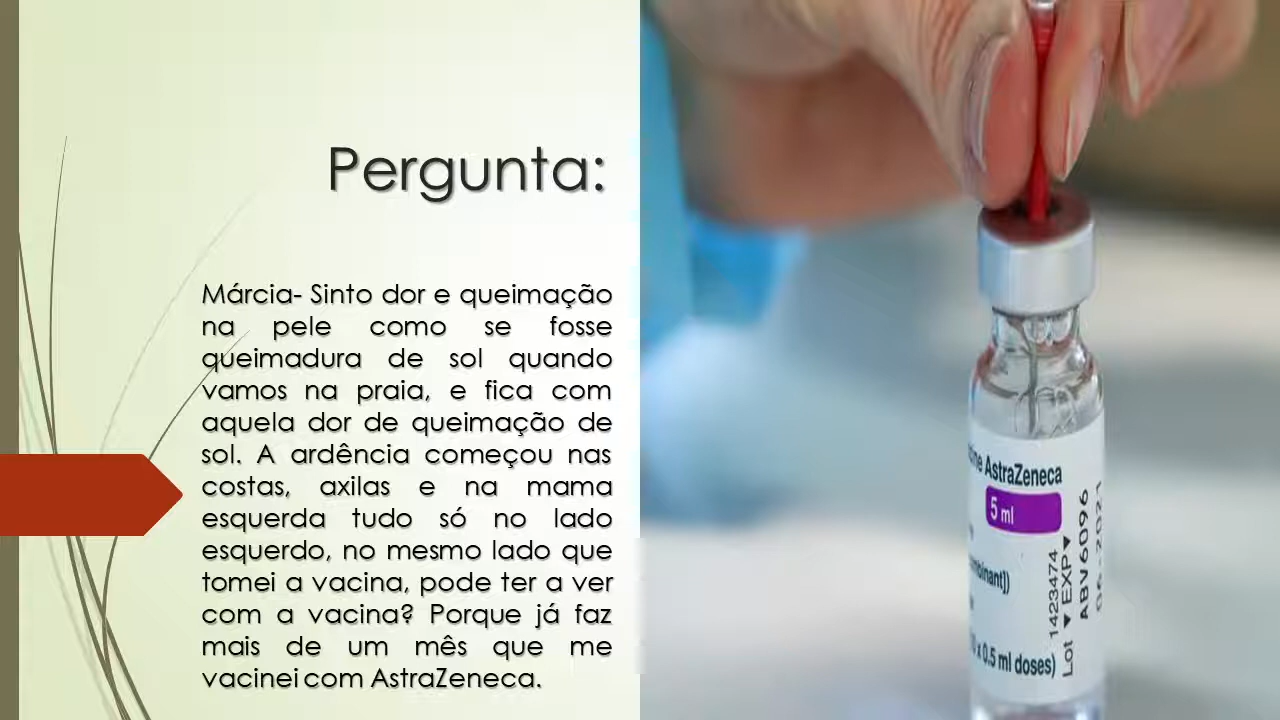 Pergunta:
Márcia- Sinto dor e queimação
na pele como se fosse
queimadura de sol quando
vamos na praia, e fica com
aquela dor de queimação de
sol. A ardência começou nas
costas, axilas e na mama
esquerda tudo só no lado
esquerdo, no mesmo lado que
tomei a vacina, pode ter a ver
com a vacina? Porque já faz
mais de um mês que me
vacinei com AstraZeneca.
AstraZeneca
5 ml
x 0.5 ml doses)
1423474
Lot ▼ EXP▼
ABV6096
06-2021